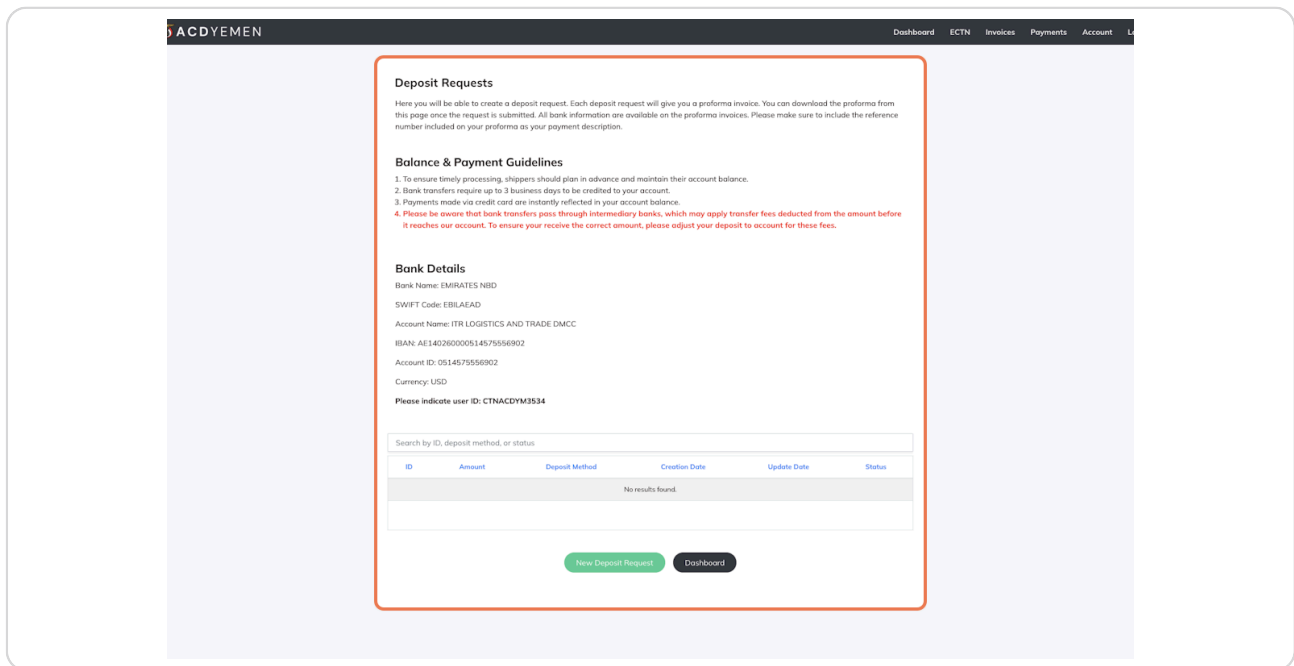 ACDYEMEN
Dashboard ECTN Invoices Payments Account
Deposit Requests
Here you will be able to create a deposit request. Each deposit request will give you a proforma invoice. You can download the proforma from
this page once the request is submitted. All bank information are available on the proforma invoices. Please make sure to include the reference
number included on your proforma as your payment description.
Balance & Payment Guidelines
1. To ensure timely processing, shippers should plan in advance and maintain their account balance.
2. Bank transfers require up to 3 business days to be credited to your account.
3. Payments made via credit card are instantly reflected in your account balance.
4. Please be aware that bank transfers pass through intermediary banks, which may apply transfer fees deducted from the amount before
it reaches our account. To ensure your receive the correct amount, please adjust your deposit to account for these fees.
Bank Details
Bank Name: EMIRATES NBD
SWIFT Code: EBILAEAD
Account Name: ITR LOGISTICS AND TRADE DMCC
IBAN: AE140260000514575556902
Account ID: 0514575556902
Currency: USD
Please indicate user ID: CTNACDYM3534
Search by ID, deposit method, or status
ID Amount Deposit Method Creation Date Update Date Status
No results found.
New Deposit Request Dashboard